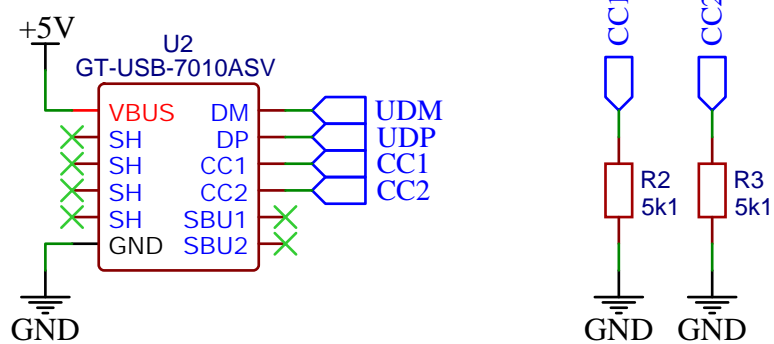 +5V
U2
GT-USB-7010ASV
VBUS
SH
SH
SH
SH
GND
DM
DP
CC1
CC2
SBU1
SBU2
UDM
UDP
CC1
CC2
GND
CC1
CC2
R2
5k1
R3
5k1
GND
GND